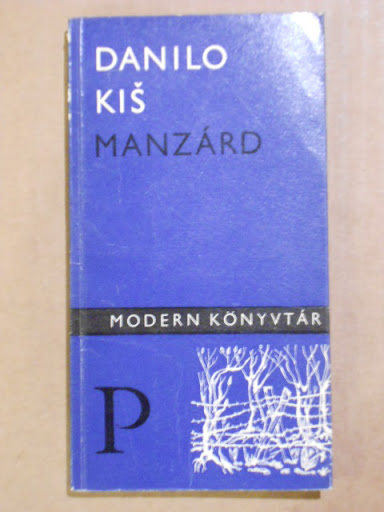 DANILO
KIŠ
MANZÁRD
MODERN KÖNYVTÁR
P